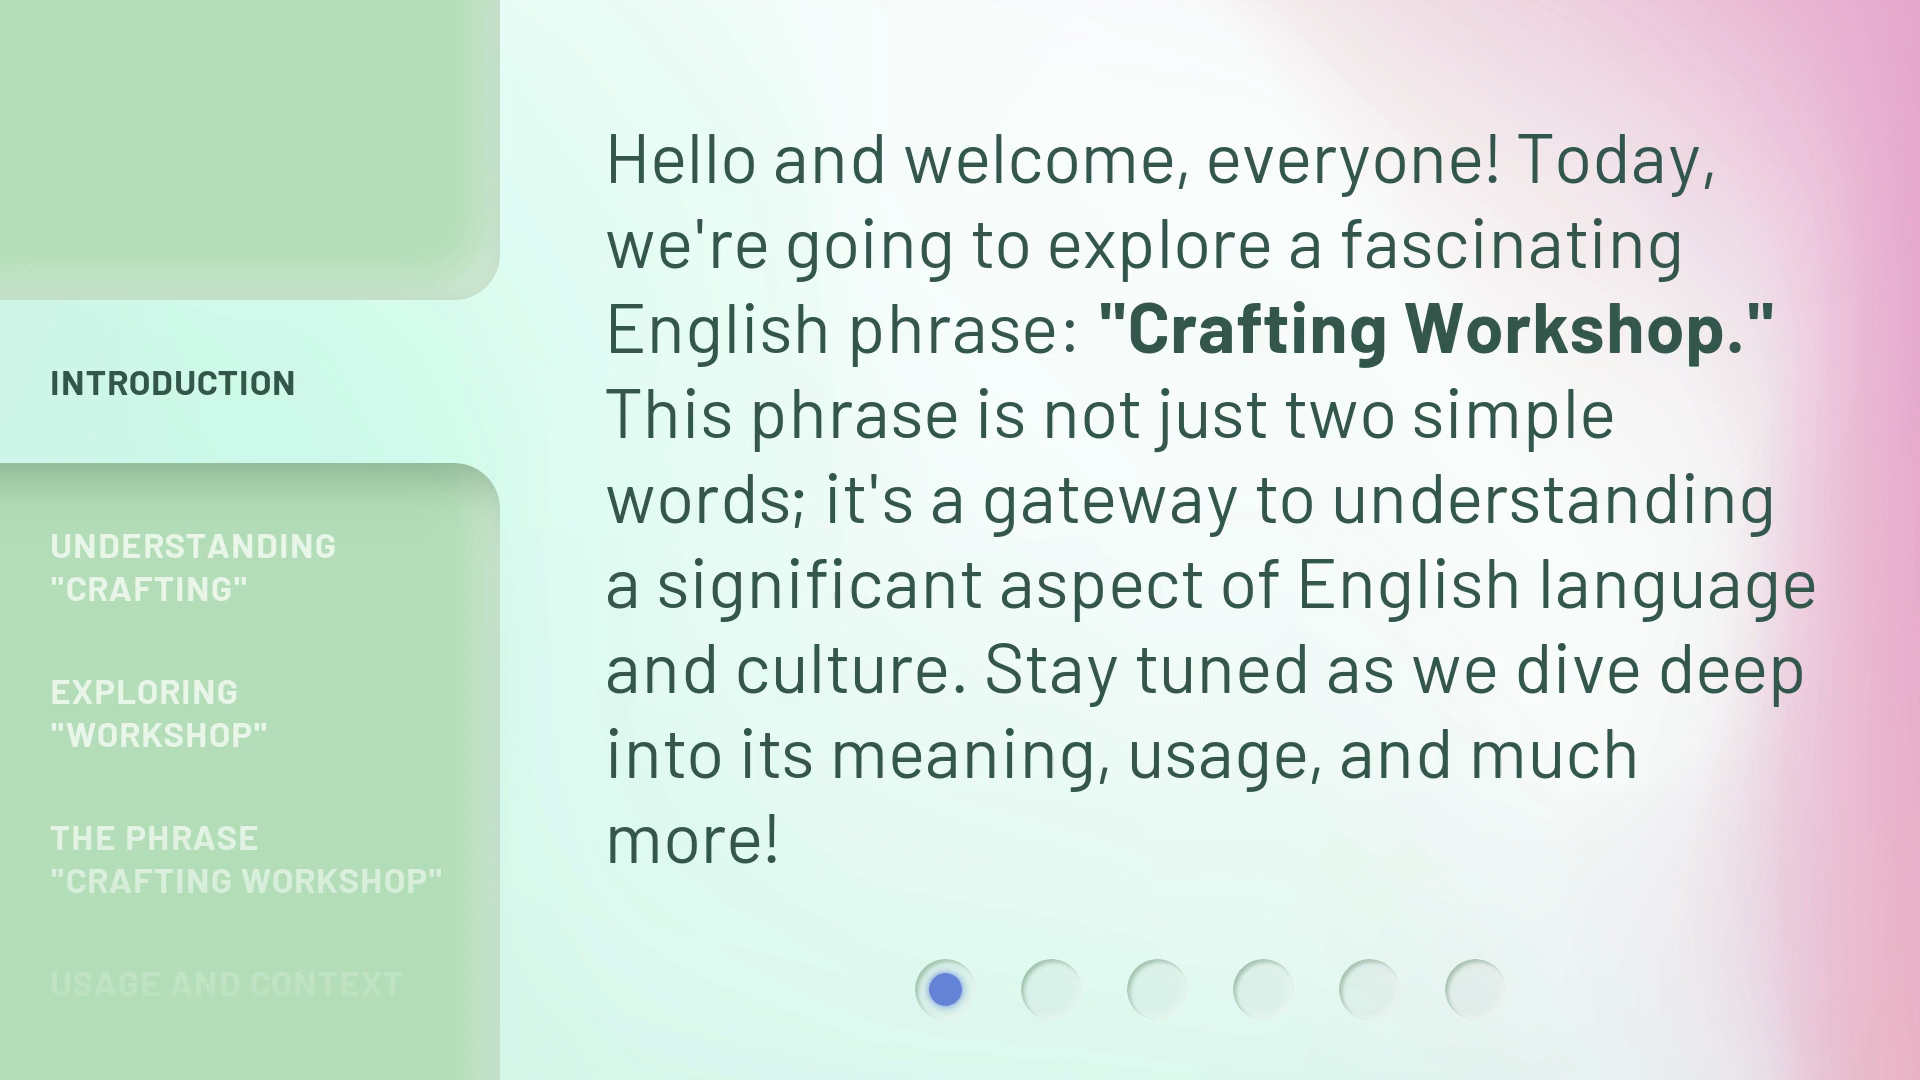 INTRODUCTION
UNDERSTANDING
"CRAFTING"
EXPLORING
"WORKSHOP"
THE PHRASE
"CRAFTING WORKSHOP"
USAGE AND CONTEXT
Hello and welcome, everyone! Today,
we're going to explore a fascinating
English phrase: "Crafting Workshop."
This phrase is not just two simple
words; it's a gateway to understanding
a significant aspect of English language
and culture. Stay tuned as we dive deep
into its meaning, usage, and much
more!